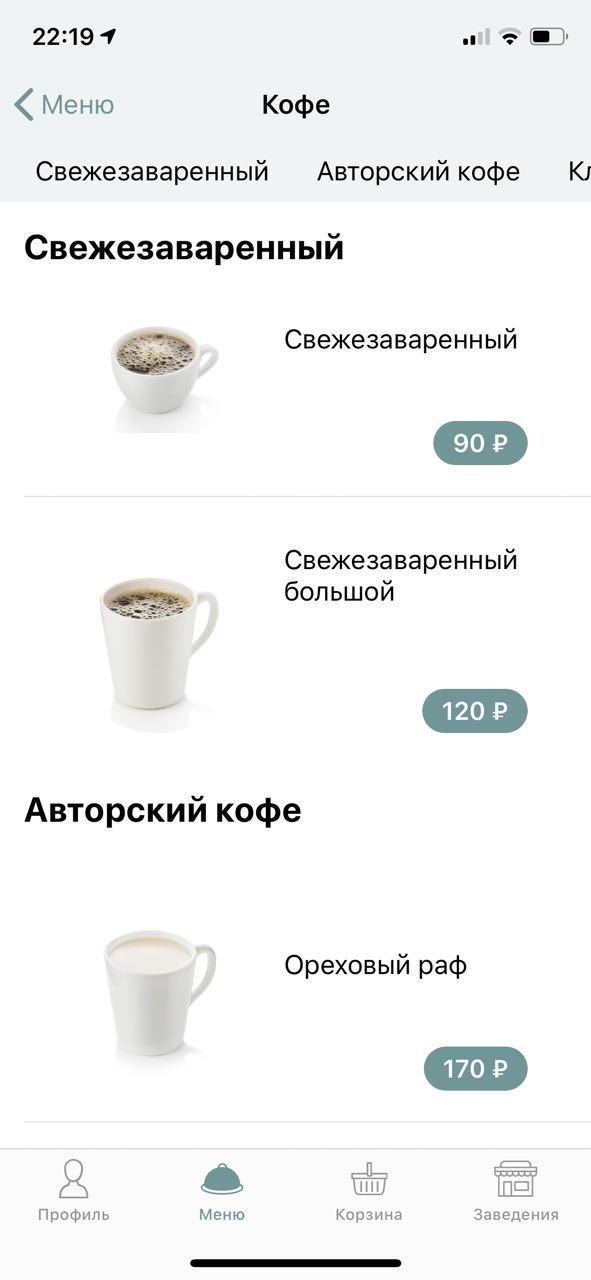 22:19
Меню
Кофе
Свежезаваренный Авторский кофе Кл
Свежезаваренный
Свежезаваренный
90 ₽
Свежезаваренный
большой
120 ₽
Авторский кофе
Ореховый раф
170 ₽
Профиль Меню Корзина Заведения